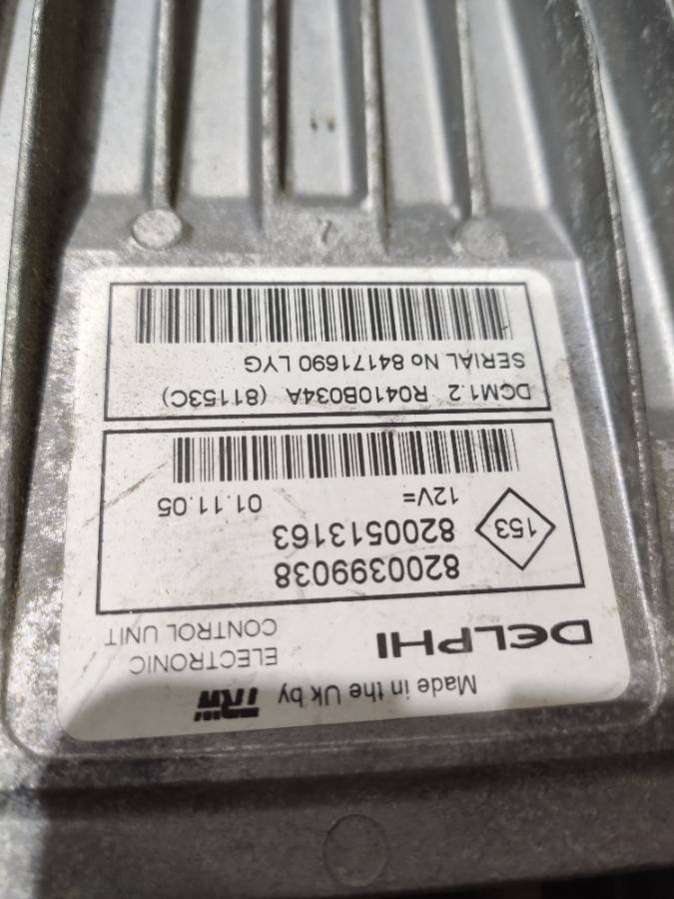 Made in the Uk by TRW
DELPHI
ELECTRONIC
CONTROL UNIT
8200399038
8200513163
153
12V= 01.11.05
DCM1.2 R0410B034A (81153C)
SERIAL No 84171690 LYG